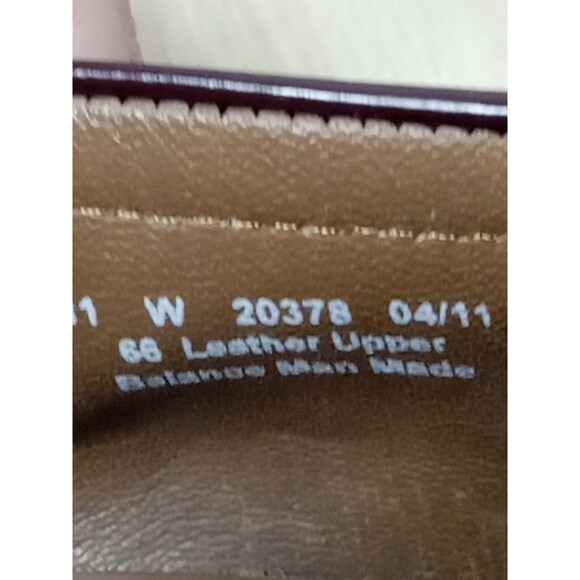 W 20378 04/11
66 Leather Upper
Balance Man Made